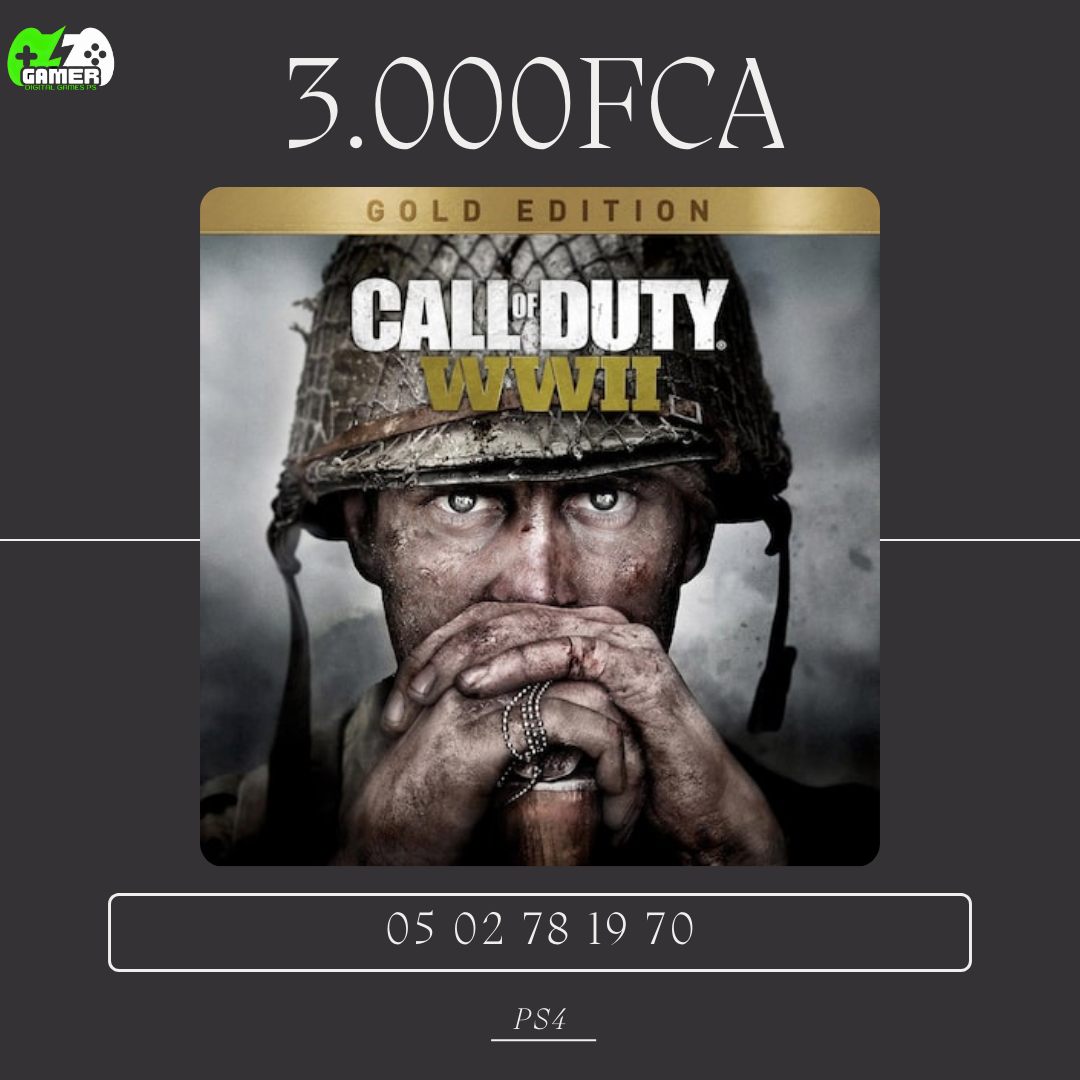 GAMER
DIGITAL GAMES PS
3.000FCA
GOLD EDITION
CALL OF DUTY®
WWII
05 02 78 19 70
PS4